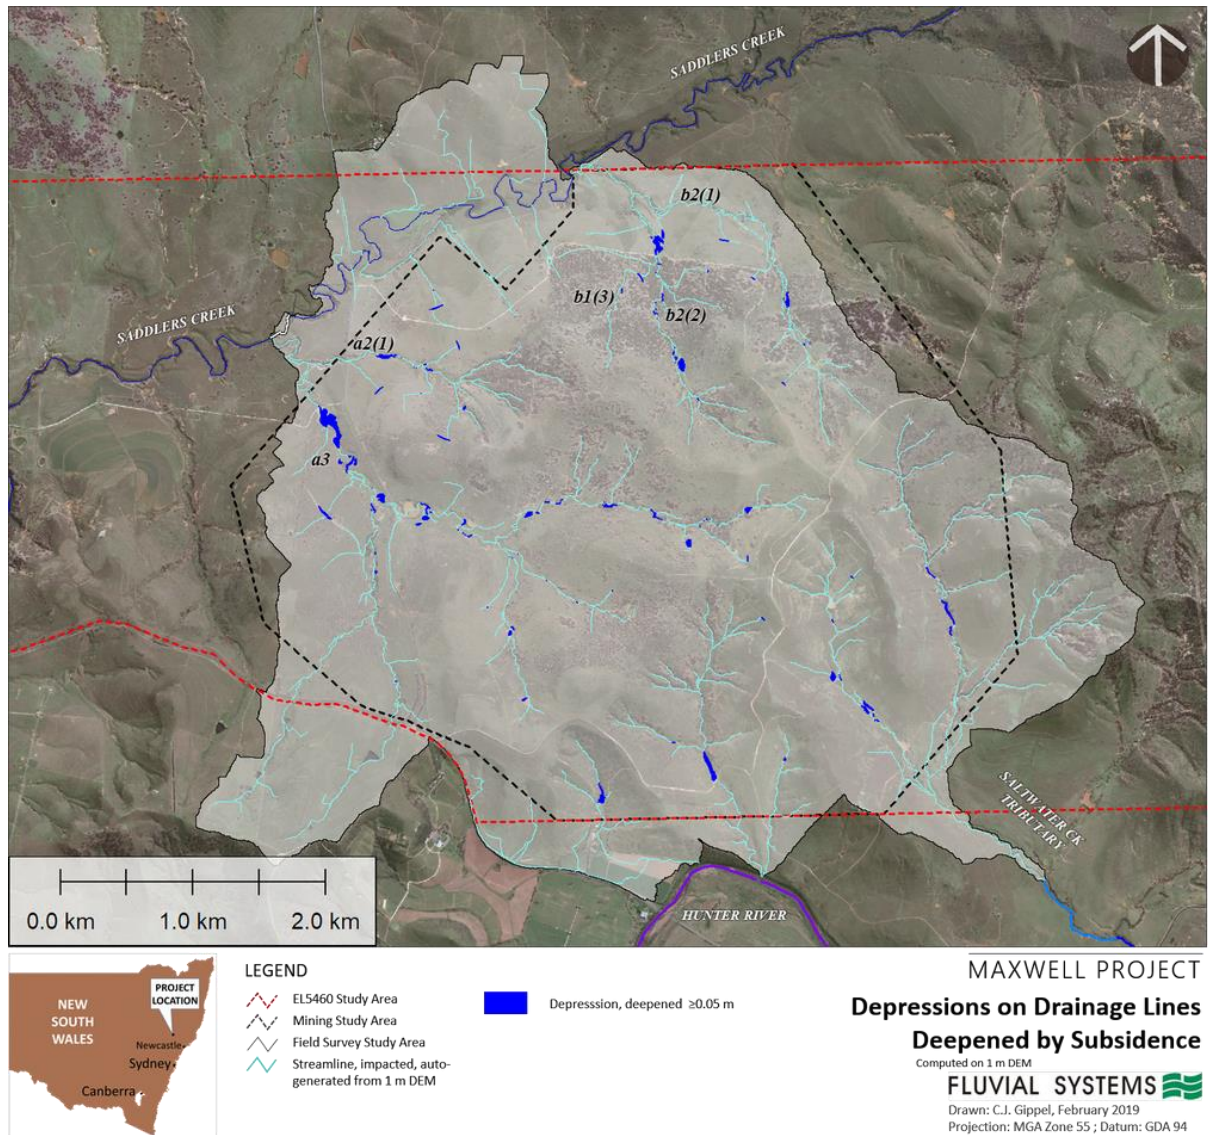 SADDLERS CREEK
b2(1)
b1(3)
b2(2)
SADDLERS CREEK
a2(1)
a3
SALTWATER CK
TRIBUTARY
HUNTER RIVER
0.0 km 1.0 km 2.0 km
NEW
SOUTH
WALES
PROJECT
LOCATION
Newcastle
Sydney
Canberra
LEGEND
EL5460 Study Area
Mining Study Area
Field Survey Study Area
Streamline, impacted, auto-
generated from 1 m DEM
Depresssion, deepened ≥0.05 m
MAXWELL PROJECT
Depressions on Drainage Lines
Deepened by Subsidence
Computed on 1 m DEM
FLUVIAL SYSTEMS
Drawn: C.J. Gippel, February 2019
Projection: MGA Zone 55 ; Datum: GDA 94